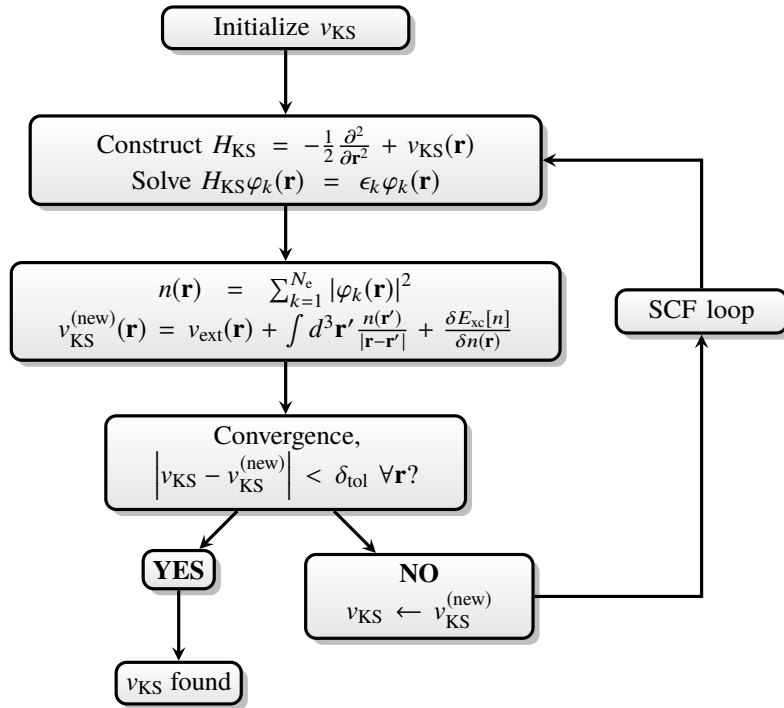 Initialize v_KS
Construct H_KS = −½ ∂²/∂𝐫² + v_KS(𝐫)
Solve H_KS φ_k(𝐫) = ϵ_k φ_k(𝐫)
n(𝐫) = ∑_{k=1}^{N_e} |φ_k(𝐫)|²
v_KS^(new)(𝐫) = v_ext(𝐫) + ∫ d³𝐫′ n(𝐫′)/|𝐫−𝐫′| + δE_xc[n]/δn(𝐫)
SCF loop
Convergence,
|v_KS − v_KS^(new)| < δ_tol ∀𝐫?
YES
NO
v_KS ← v_KS^(new)
v_KS found